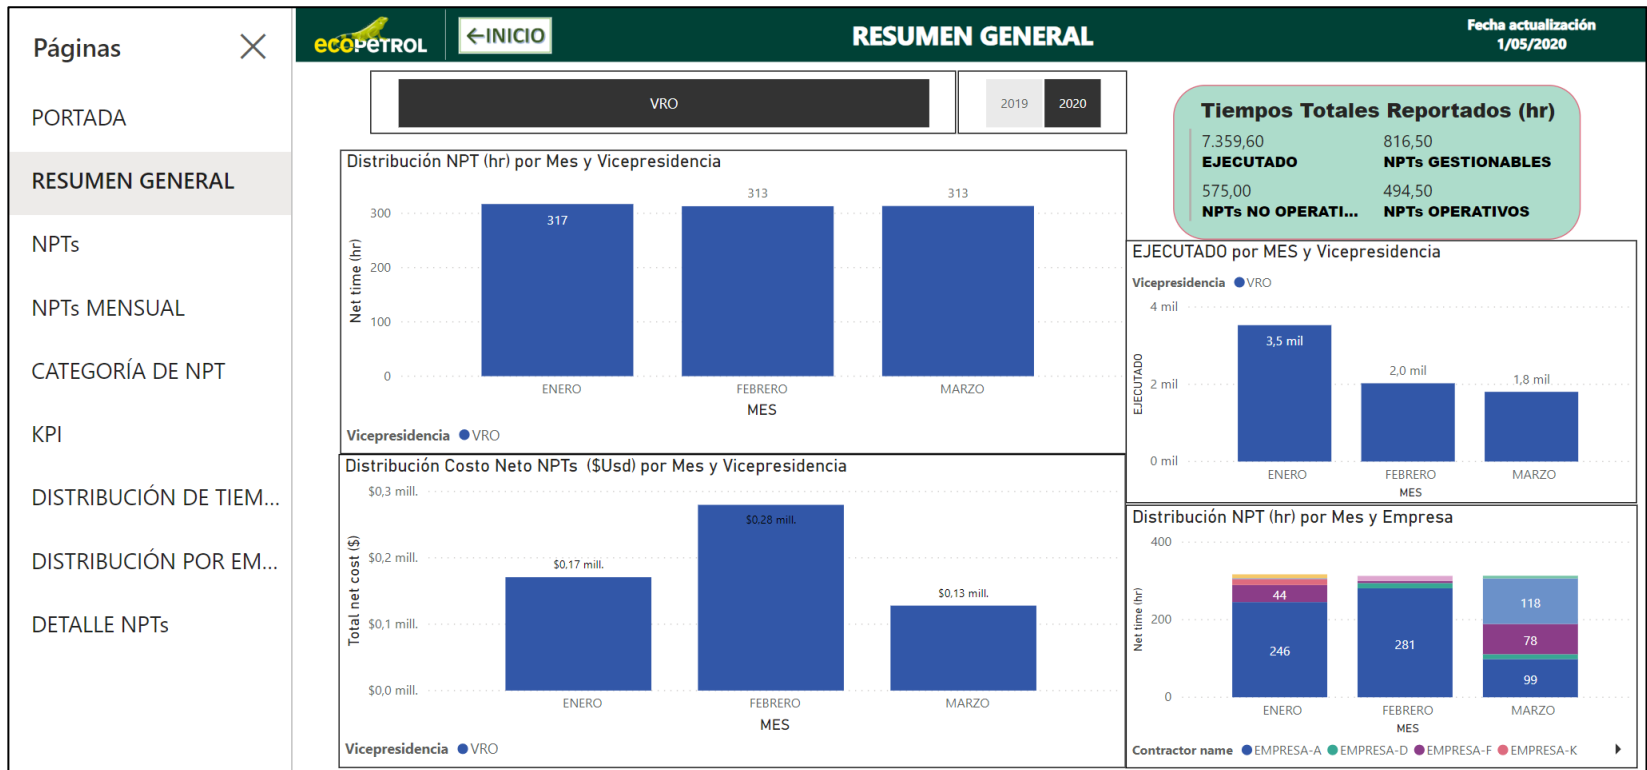 Páginas
PORTADA
RESUMEN GENERAL
NPTs
NPTs MENSUAL
CATEGORÍA DE NPT
KPI
DISTRIBUCIÓN DE TIEM...
DISTRIBUCIÓN POR EM...
DETALLE NPTs
ecopeTROL
←INICIO
RESUMEN GENERAL
Fecha actualización
1/05/2020
VRO
2019 2020
Tiempos Totales Reportados (hr)
7.359,60 816,50
EJECUTADO NPTs GESTIONABLES
575,00 494,50
NPTs NO OPERATI... NPTs OPERATIVOS
Distribución NPT (hr) por Mes y Vicepresidencia
Net time (hr)
300
200
100
0
317
313
313
ENERO FEBRERO MARZO
MES
Vicepresidencia VRO
EJECUTADO por MES y Vicepresidencia
Vicepresidencia VRO
EJECUTADO
4 mil
2 mil
0 mil
3,5 mil
2,0 mil
1,8 mil
ENERO FEBRERO MARZO
MES
Distribución Costo Neto NPTs ($Usd) por Mes y Vicepresidencia
Total net cost ($)
$0,3 mill.
$0,2 mill.
$0,1 mill.
$0,0 mill.
$0,17 mill.
$0,28 mill.
$0,13 mill.
ENERO FEBRERO MARZO
MES
Vicepresidencia VRO
Distribución NPT (hr) por Mes y Empresa
Net time (hr)
400
200
0
44
246
281
118
78
99
ENERO FEBRERO MARZO
MES
Contractor name EMPRESA-A EMPRESA-D EMPRESA-F EMPRESA-K